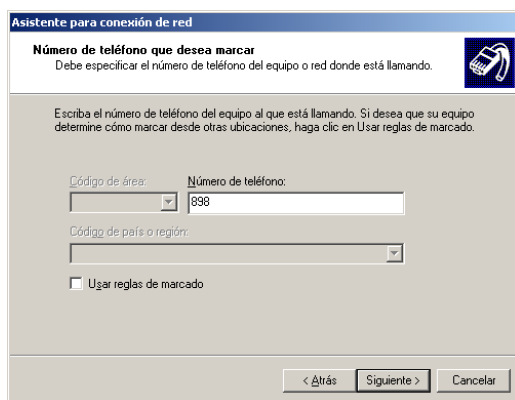 Asistente para conexión de red
Número de teléfono que desea marcar
Debe especificar el número de teléfono del equipo o red donde está llamando.
Escriba el número de teléfono del equipo al que está llamando. Si desea que su equipo
determine cómo marcar desde otras ubicaciones, haga clic en Usar reglas de marcado.
Código de área: Número de teléfono:
898
Código de país o región:
Usar reglas de marcado
< Atrás Siguiente > Cancelar